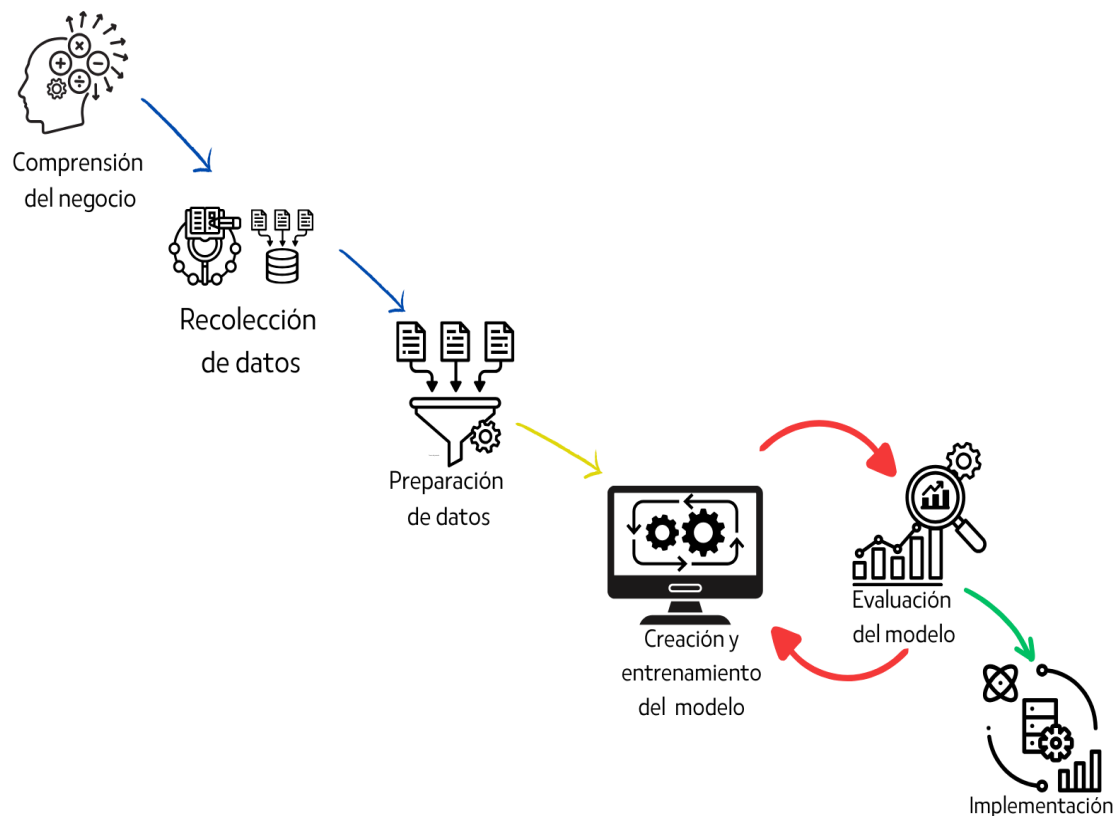 Comprensión
del negocio
Recolección
de datos
Preparación
de datos
Creación y
entrenamiento
del modelo
Evaluación
del modelo
Implementación